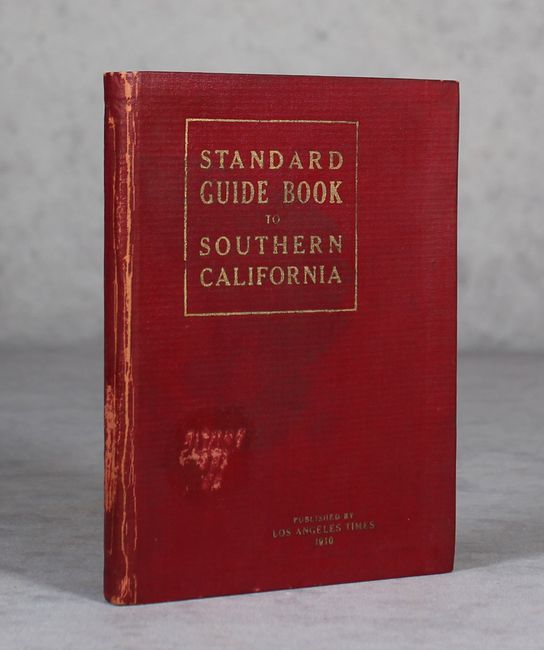 STANDARD
GUIDE BOOK
TO
SOUTHERN
CALIFORNIA
PUBLISHED BY
LOS ANGELES TIMES
1910